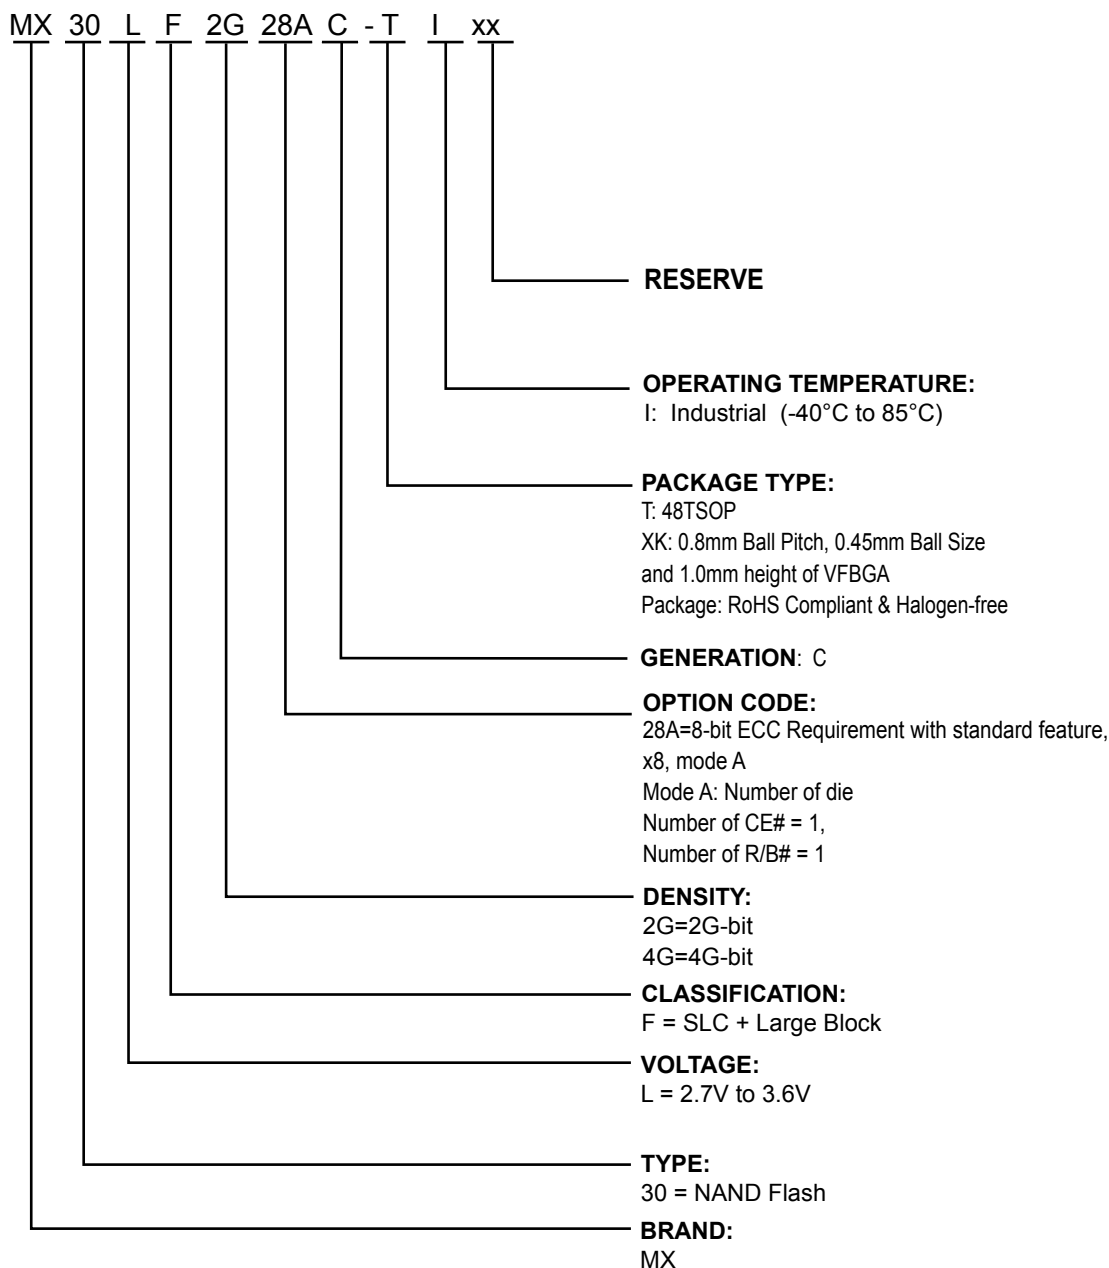 MX 30 L F 2G 28A C - T I xx
RESERVE
OPERATING TEMPERATURE:
I: Industrial (-40°C to 85°C)
PACKAGE TYPE:
T: 48TSOP
XK: 0.8mm Ball Pitch, 0.45mm Ball Size
and 1.0mm height of VFBGA
Package: RoHS Compliant & Halogen-free
GENERATION: C
OPTION CODE:
28A=8-bit ECC Requirement with standard feature,
x8, mode A
Mode A: Number of die
Number of CE# = 1,
Number of R/B# = 1
DENSITY:
2G=2G-bit
4G=4G-bit
CLASSIFICATION:
F = SLC + Large Block
VOLTAGE:
L = 2.7V to 3.6V
TYPE:
30 = NAND Flash
BRAND:
MX